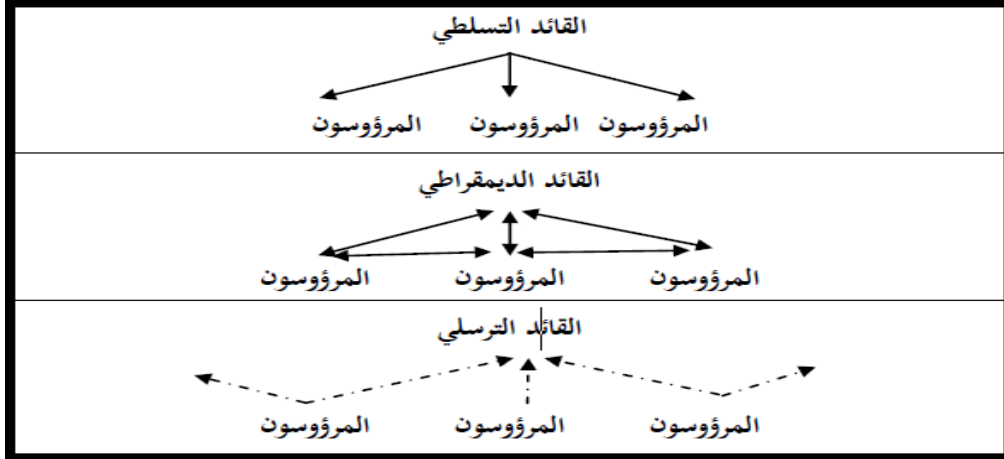 القائد التسلطي
المرؤوسون المرؤوسون المرؤوسون
القائد الديمقراطي
المرؤوسون المرؤوسون المرؤوسون
القائد الترسلي
المرؤوسون المرؤوسون المرؤوسون